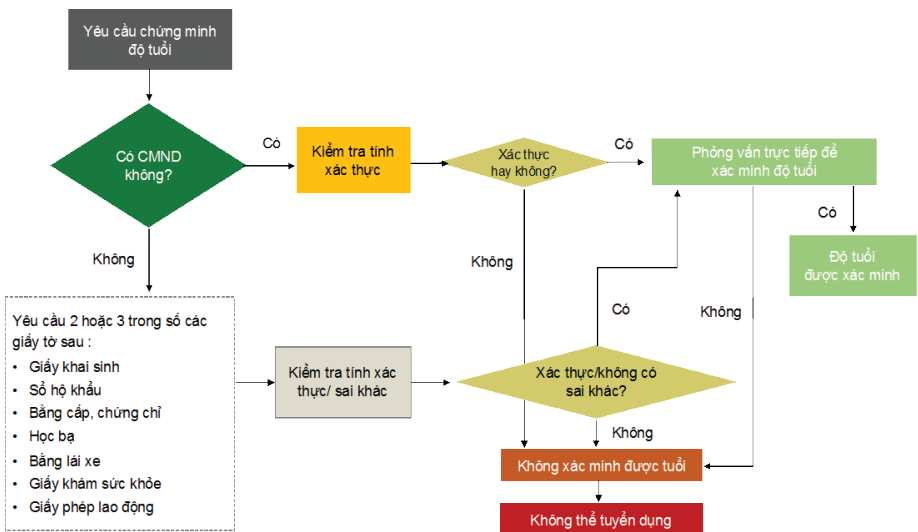 Yêu cầu chứng minh
độ tuổi
Có CMND
không?
Có
Kiểm tra tính
xác thực
Xác thực
hay không?
Có
Phỏng vấn trực tiếp để
xác minh độ tuổi
Có
Độ tuổi
được xác minh
Không
Không
Có
Không
Yêu cầu 2 hoặc 3 trong số các
giấy tờ sau :
• Giấy khai sinh
• Sổ hộ khẩu
• Bằng cấp, chứng chỉ
• Học bạ
• Bằng lái xe
• Giấy khám sức khỏe
• Giấy phép lao động
Kiểm tra tính xác
thực/ sai khác
Xác thực/không có
sai khác?
Không
Không xác minh được tuổi
Không thể tuyển dụng